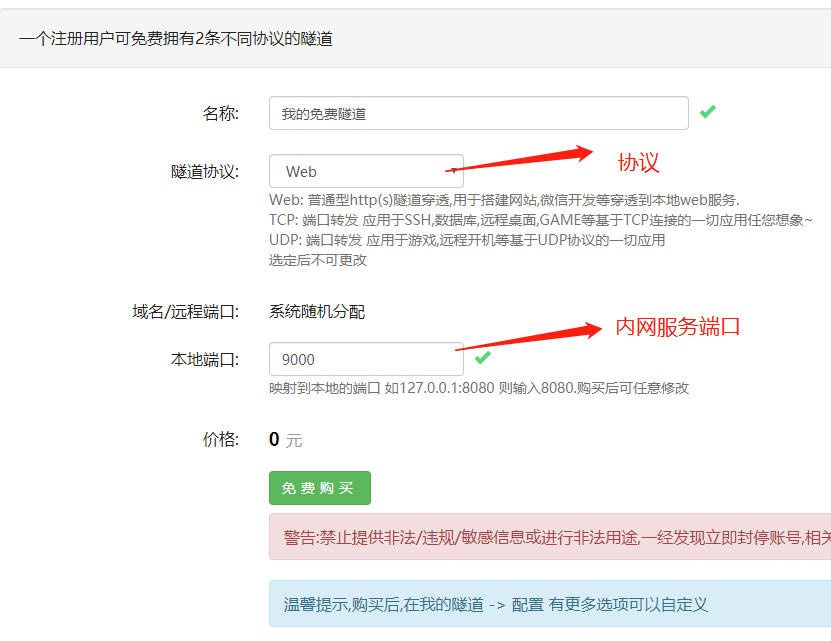 一个注册用户可免费拥有2条不同协议的隧道
名称: 我的免费隧道
协议
隧道协议: Web
Web: 普通型http(s)隧道穿透,用于搭建网站,微信开发等穿透到本地web服务.
TCP: 端口转发 应用于SSH,数据库,远程桌面,GAME等基于TCP连接的一切应用任您想象~
UDP: 端口转发 应用于游戏,远程开机等基于UDP协议的一切应用
选定后不可更改
域名/远程端口: 系统随机分配
内网服务端口
本地端口: 9000
映射到本地的端口 如127.0.0.1:8080 则输入8080.购买后可任意修改
价格: 0 元
免费购买
警告:禁止提供非法/违规/敏感信息或进行非法用途,一经发现立即封停账号,相关
温馨提示,购买后,在我的隧道 -> 配置 有更多选项可以自定义